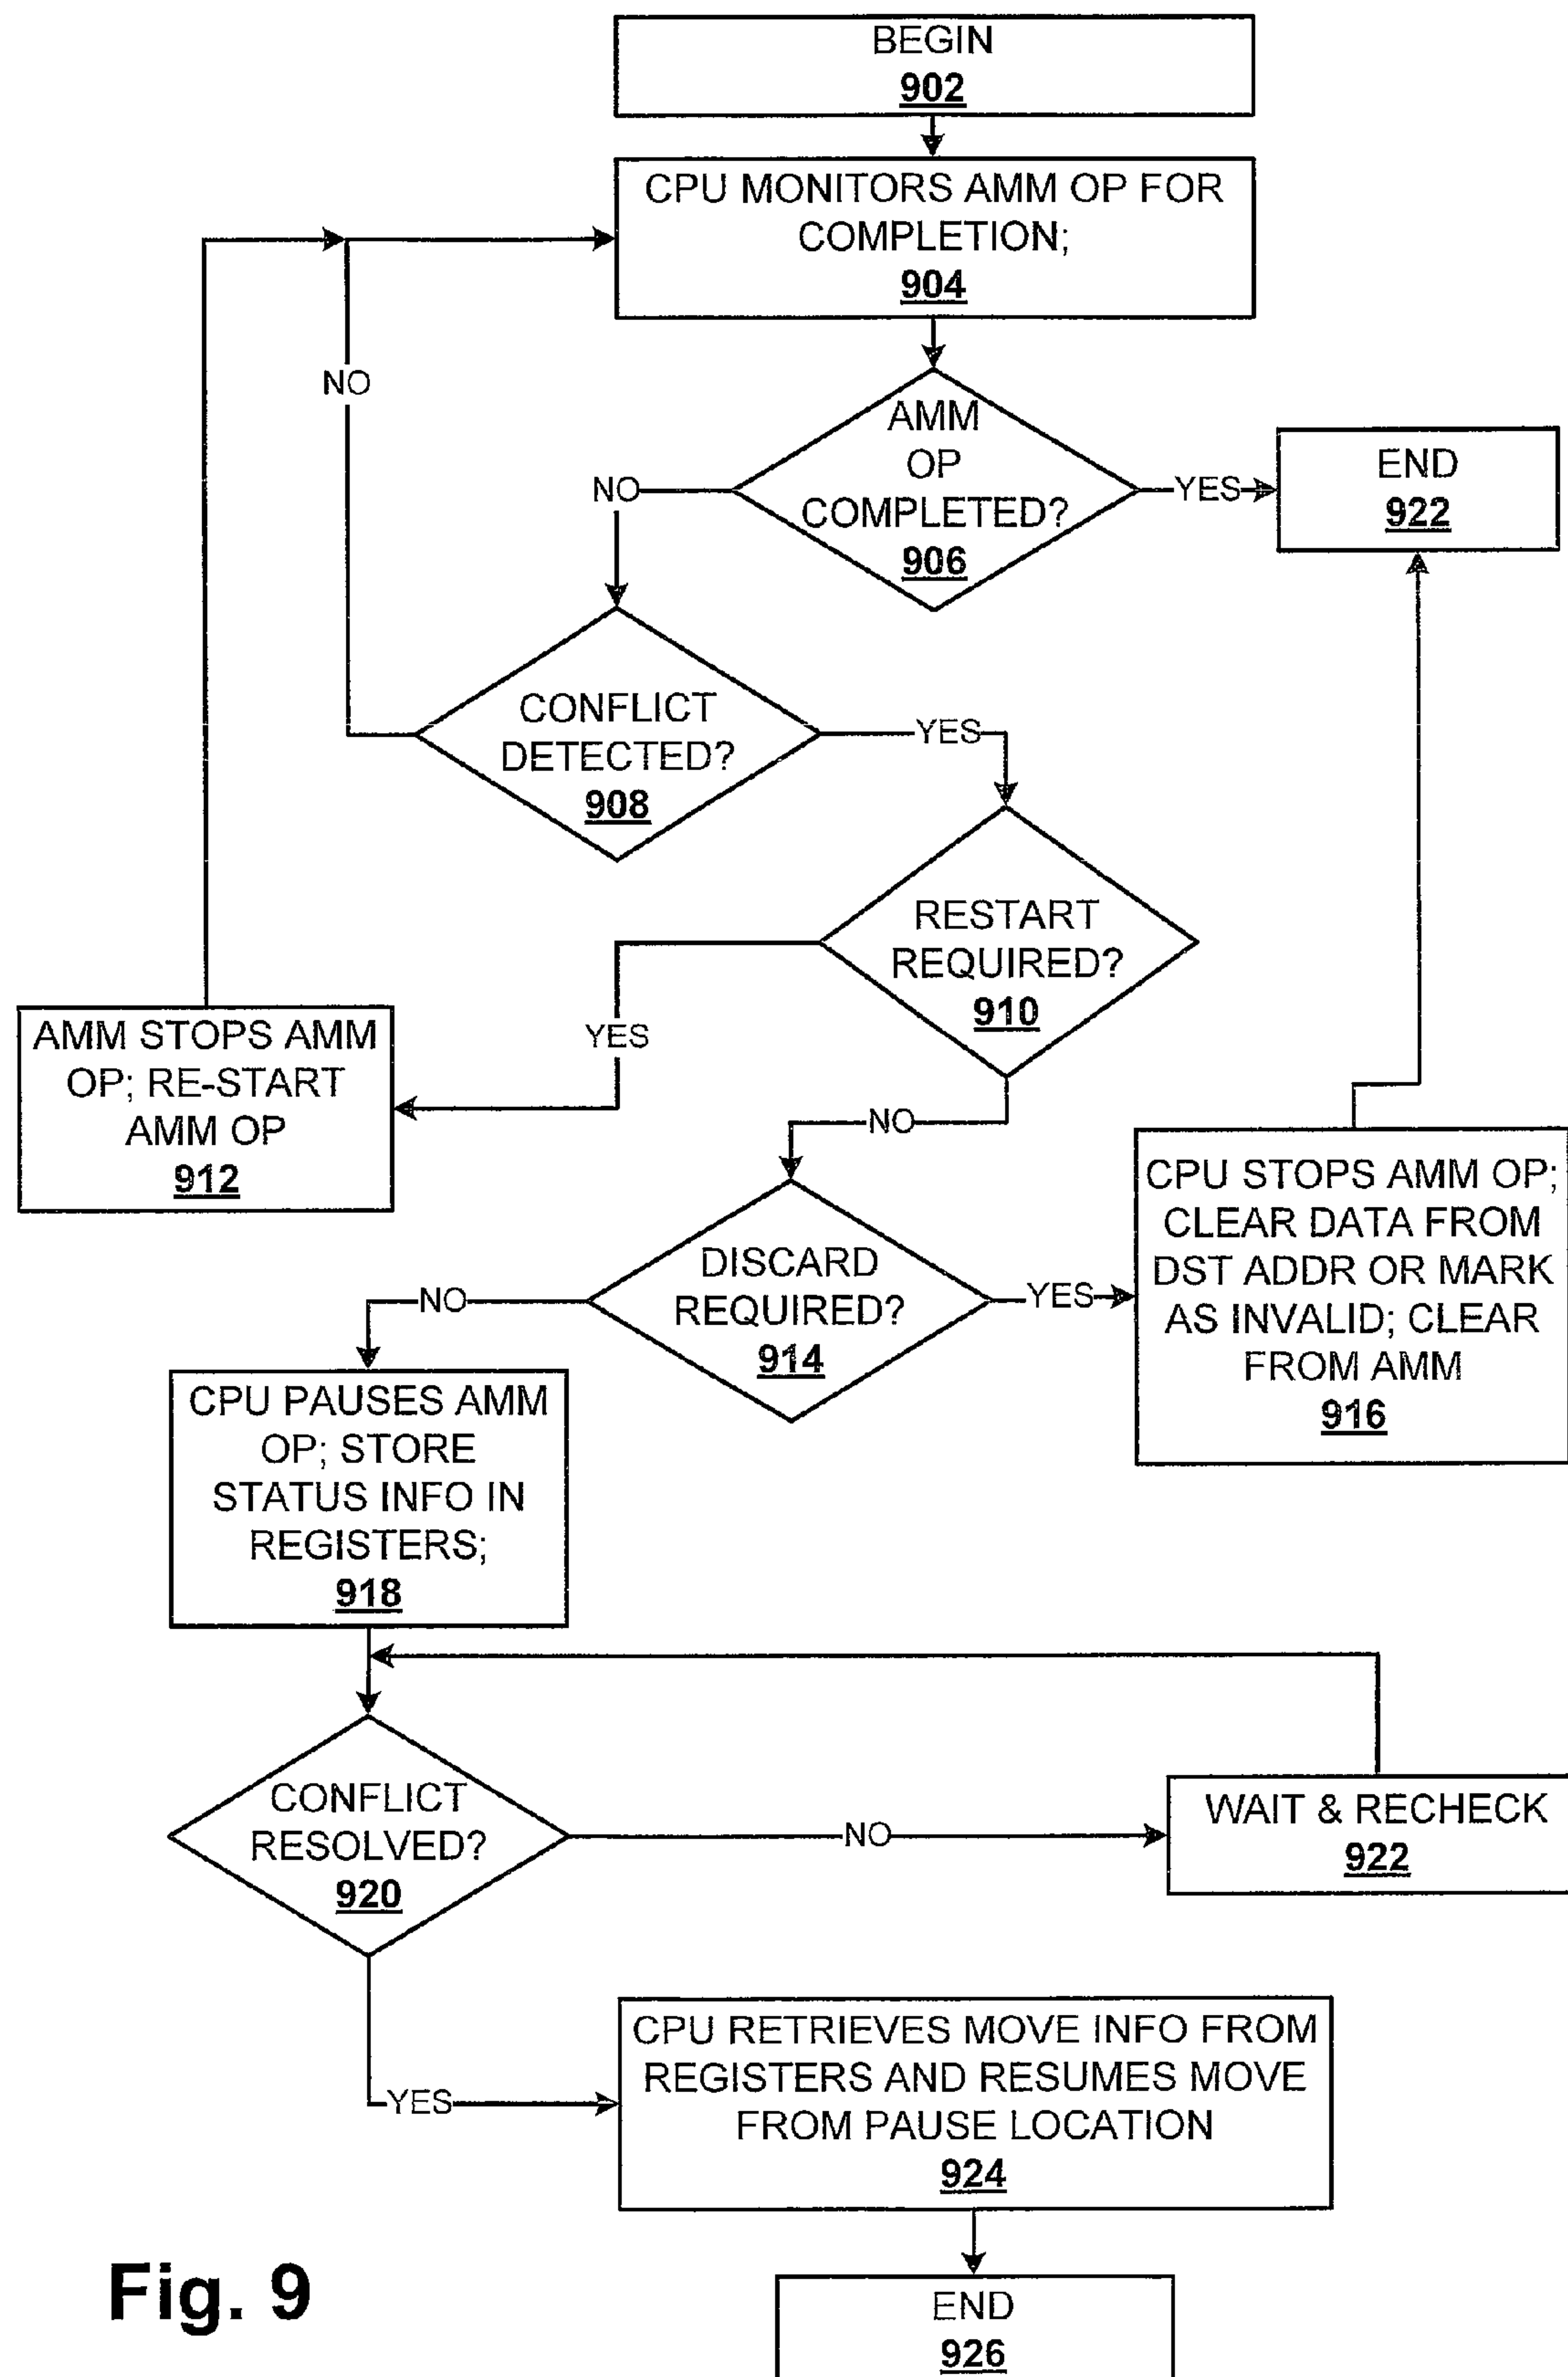 BEGIN
902
CPU MONITORS AMM OP FOR
COMPLETION;
904
NO
AMM
OP
COMPLETED?
906
NO
YES
END
922
CONFLICT
DETECTED?
908
YES
RESTART
REQUIRED?
910
YES
AMM STOPS AMM
OP; RE-START
AMM OP
912
NO
DISCARD
REQUIRED?
914
NO
YES
CPU STOPS AMM OP;
CLEAR DATA FROM
DST ADDR OR MARK
AS INVALID; CLEAR
FROM AMM
916
CPU PAUSES AMM
OP; STORE
STATUS INFO IN
REGISTERS;
918
CONFLICT
RESOLVED?
920
NO
WAIT & RECHECK
922
YES
CPU RETRIEVES MOVE INFO FROM
REGISTERS AND RESUMES MOVE
FROM PAUSE LOCATION
924
END
926
Fig. 9